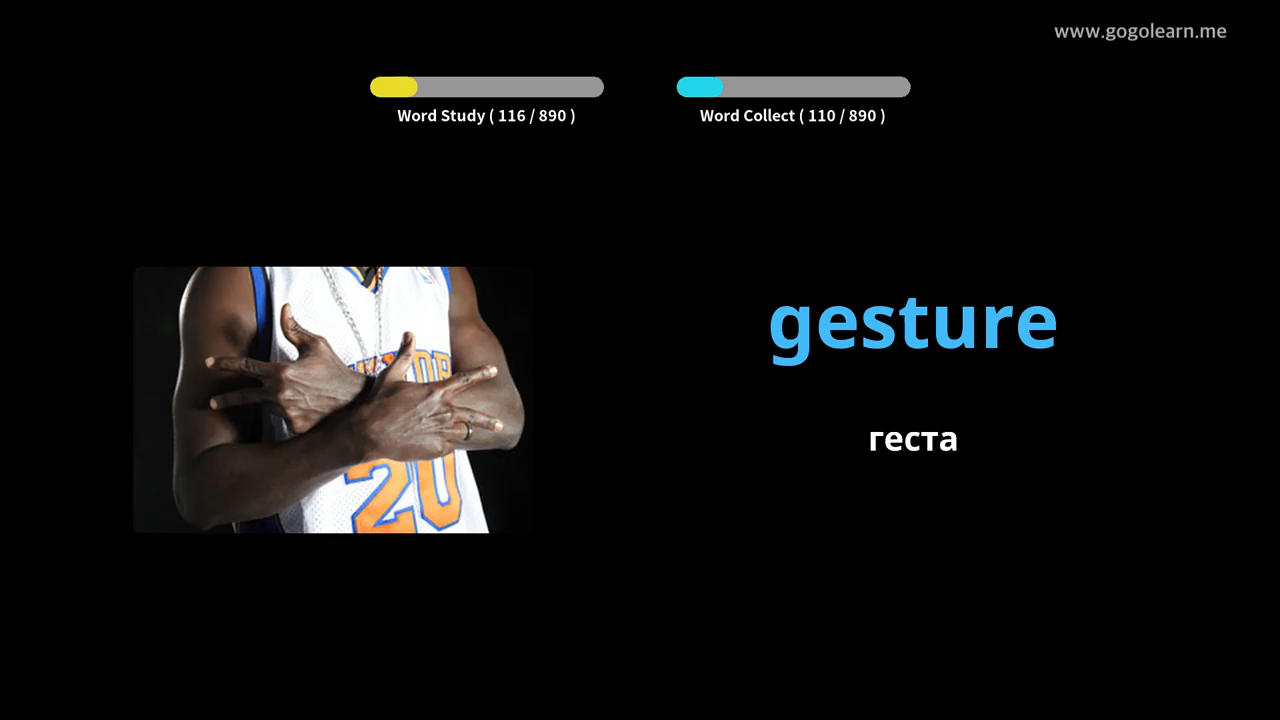 www.gogolearn.me
Word Study ( 116 / 890 )
Word Collect ( 110 / 890 )
gesture
геста
20